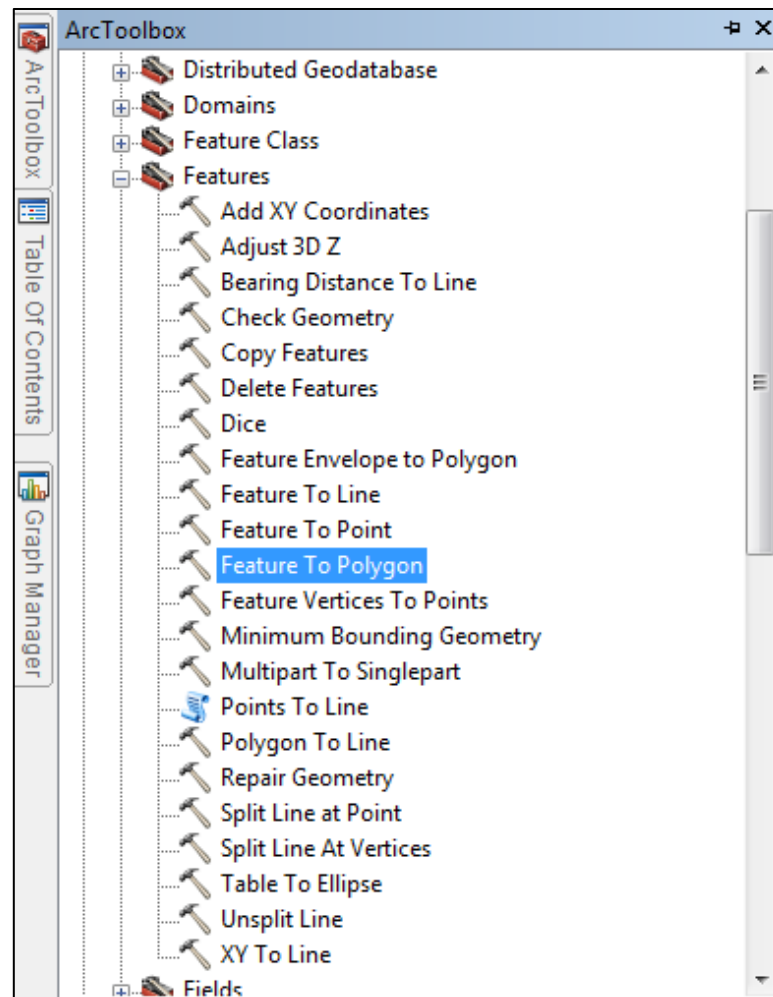 ArcToolbox
ArcToolbox
Table Of Contents
Graph Manager
Distributed Geodatabase
Domains
Feature Class
Features
Add XY Coordinates
Adjust 3D Z
Bearing Distance To Line
Check Geometry
Copy Features
Delete Features
Dice
Feature Envelope to Polygon
Feature To Line
Feature To Point
Feature To Polygon
Feature Vertices To Points
Minimum Bounding Geometry
Multipart To Singlepart
Points To Line
Polygon To Line
Repair Geometry
Split Line at Point
Split Line At Vertices
Table To Ellipse
Unsplit Line
XY To Line
Fields